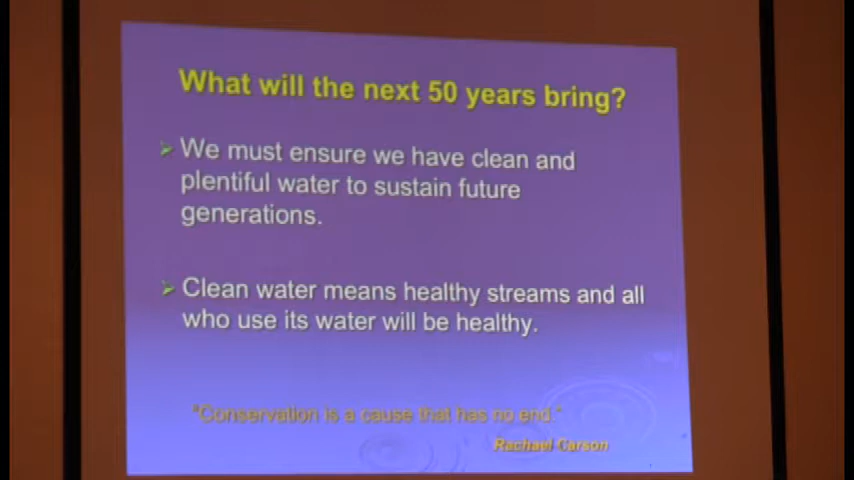 What will the next 50 years bring?
➢ We must ensure we have clean and
plentiful water to sustain future
generations.
➢ Clean water means healthy streams and all
who use its water will be healthy.
"Conservation is a cause that has no end."
Rachael Carson